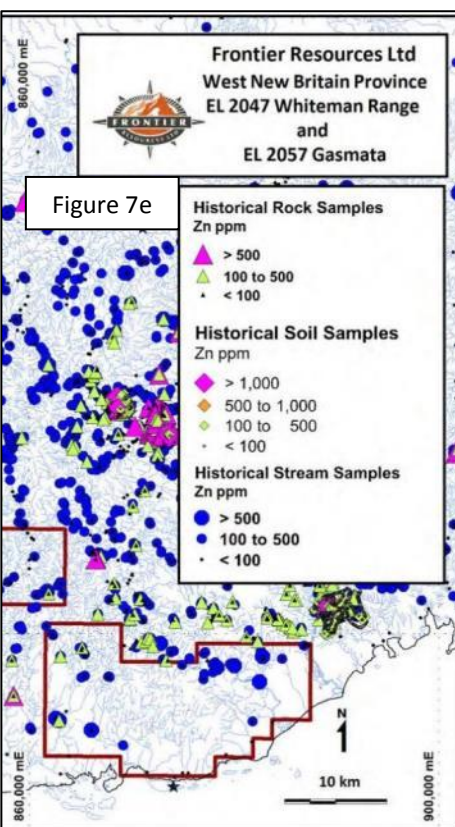 860,000 mE
Frontier Resources Ltd
West New Britain Province
EL 2047 Whiteman Range
and
EL 2057 Gasmata
FRONTIER
RESOURCES LTD
Figure 7e
Historical Rock Samples
Zn ppm
> 500
100 to 500
< 100
Historical Soil Samples
Zn ppm
> 1,000
500 to 1,000
100 to 500
< 100
Historical Stream Samples
Zn ppm
> 500
100 to 500
< 100
N
10 km
860,000 mE
900,000 mE